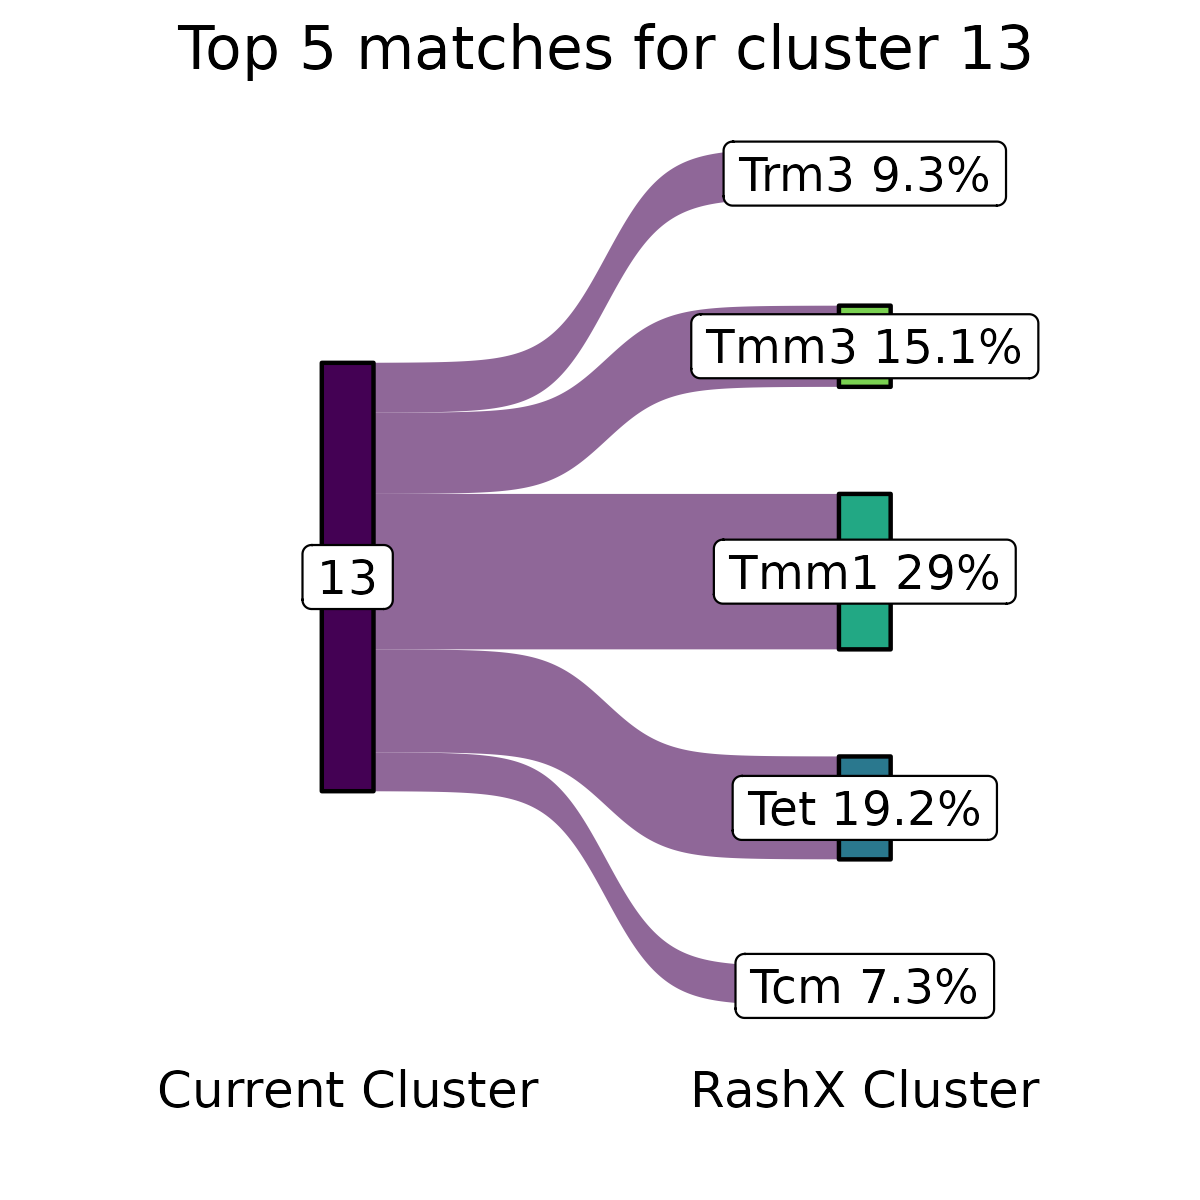 Top 5 matches for cluster 13
Trm3 9.3%
Tmm3 15.1%
Tmm1 29%
13
Tet 19.2%
Tcm 7.3%
Current Cluster
RashX Cluster